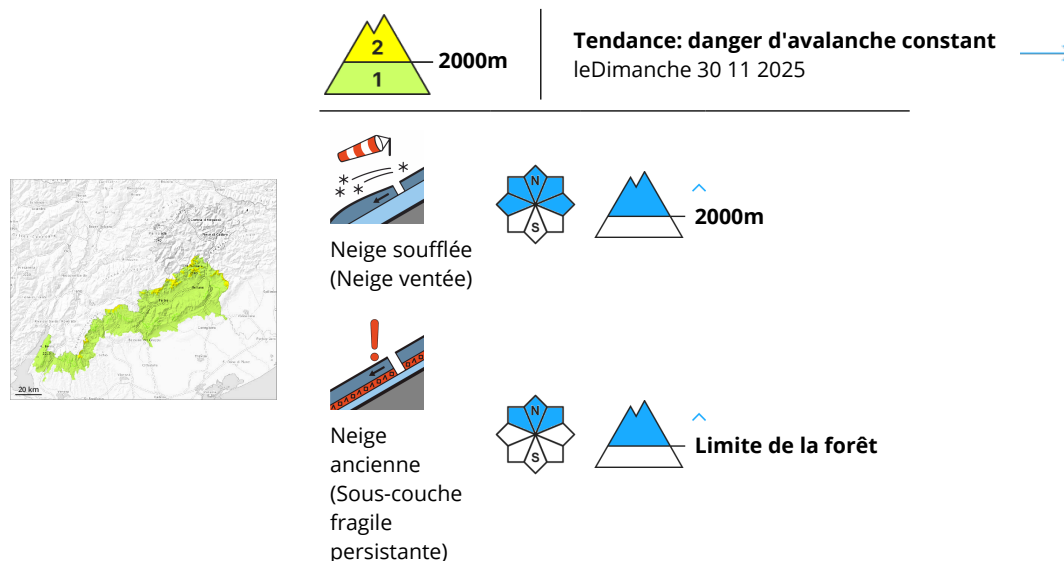 2
1
2000m
Tendance: danger d'avalanche constant
leDimanche 30 11 2025
N
S
2000m
Neige soufflée
(Neige ventée)
20 km
N
S
Limite de la forêt
Neige
ancienne
(Sous-couche
fragile
persistante)